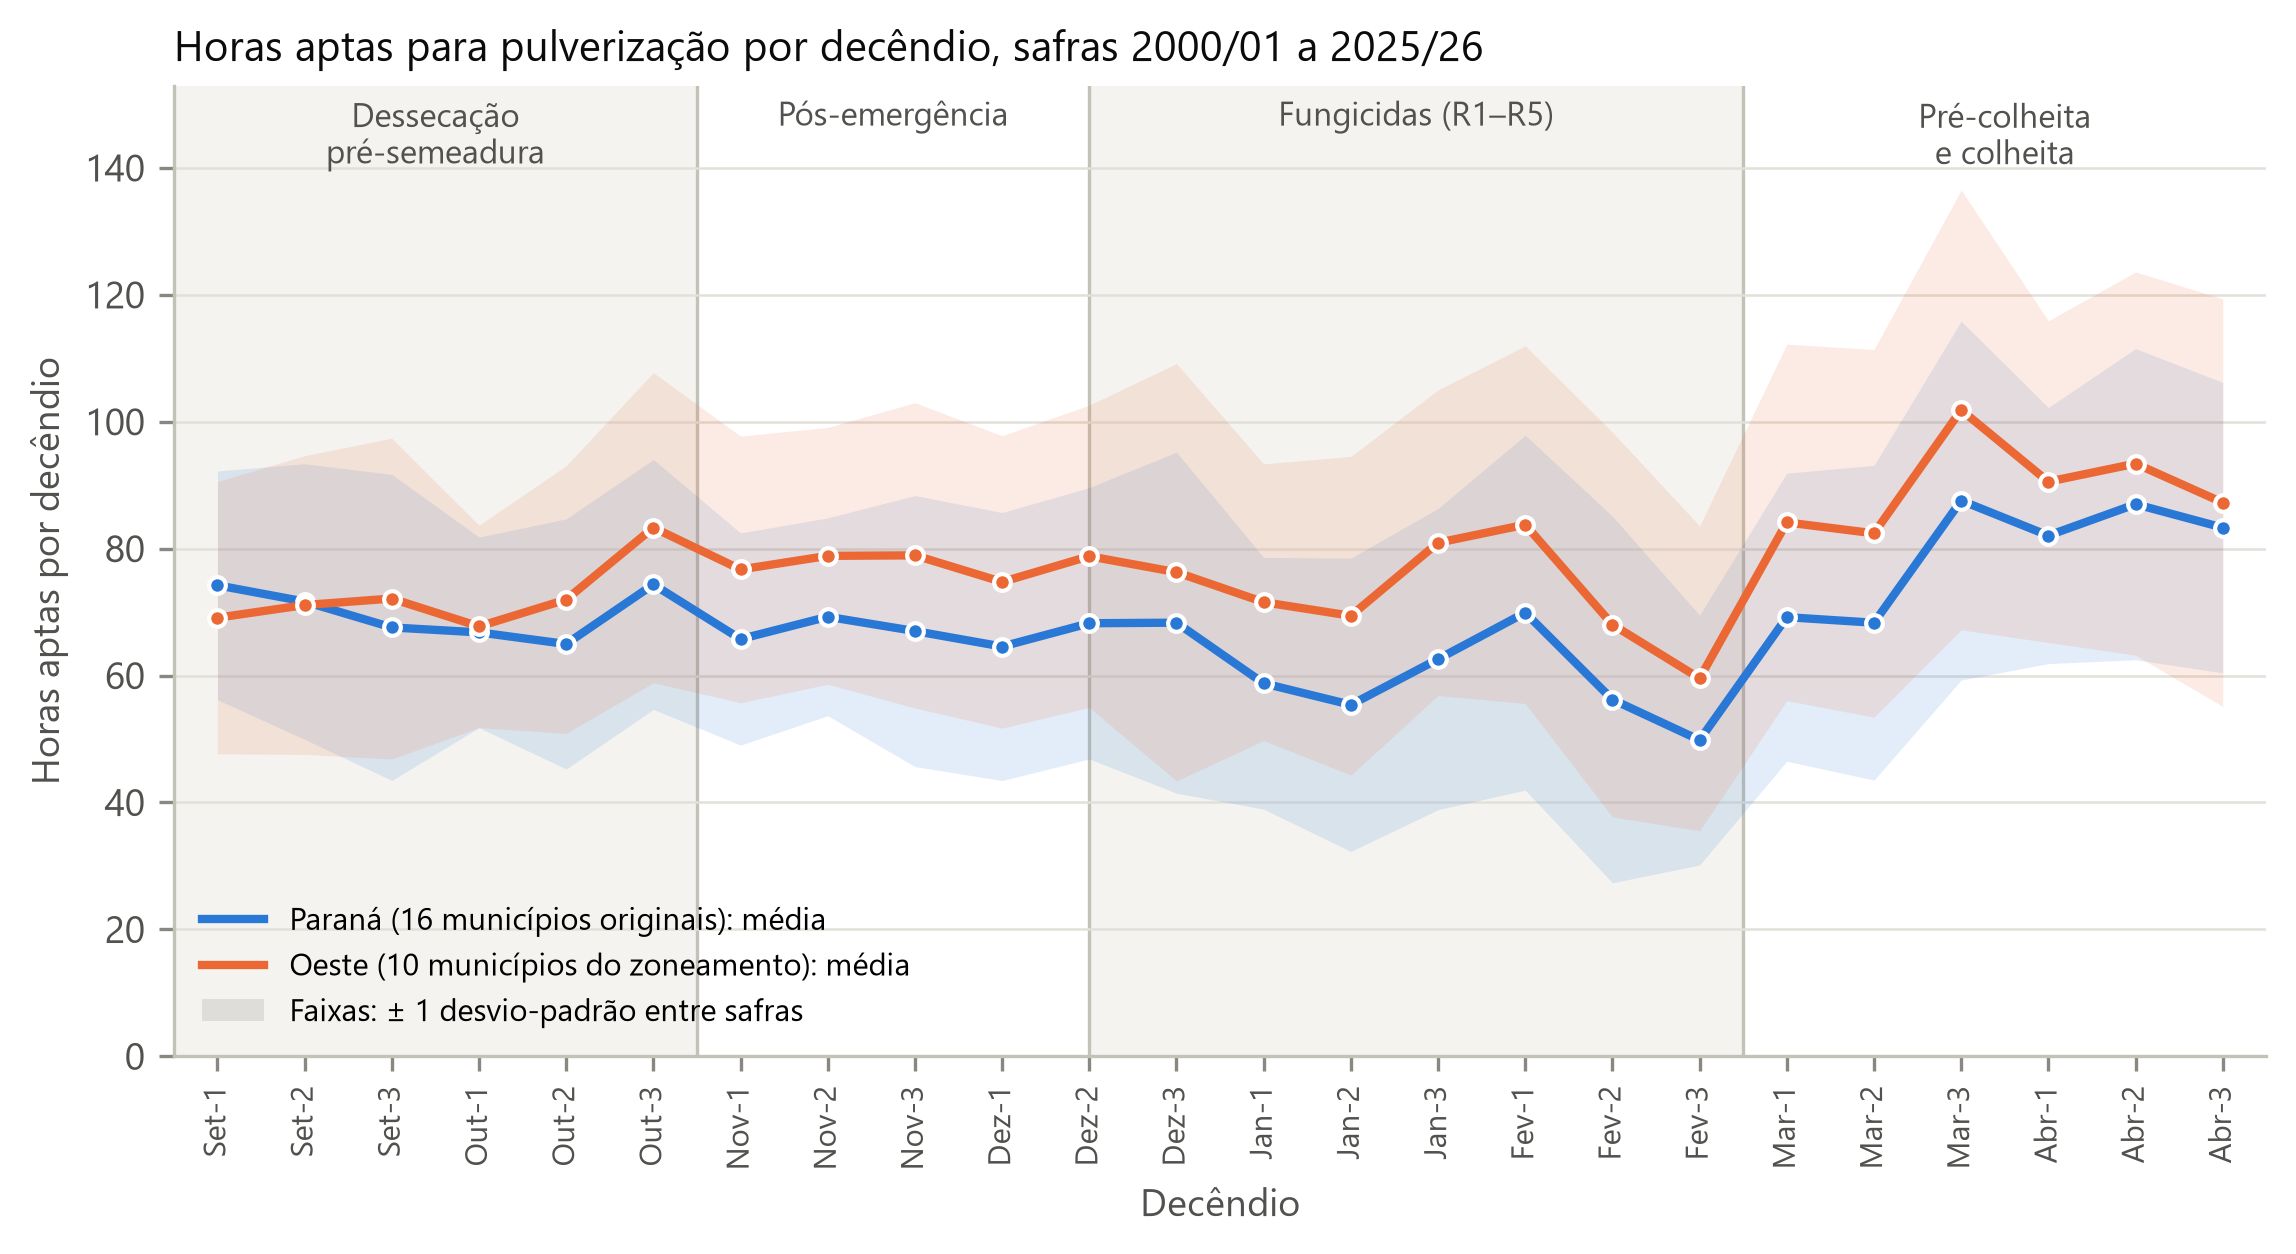 Horas aptas para pulverização por decêndio, safras 2000/01 a 2025/26
Dessecação
pré-semeadura
Pós-emergência
Fungicidas (R1–R5)
Pré-colheita
e colheita
Horas aptas por decêndio
140
120
100
80
60
40
20
0
Paraná (16 municípios originais): média
Oeste (10 municípios do zoneamento): média
Faixas: ± 1 desvio-padrão entre safras
Set-1
Set-2
Set-3
Out-1
Out-2
Out-3
Nov-1
Nov-2
Nov-3
Dez-1
Dez-2
Dez-3
Jan-1
Jan-2
Jan-3
Fev-1
Fev-2
Fev-3
Mar-1
Mar-2
Mar-3
Abr-1
Abr-2
Abr-3
Decêndio